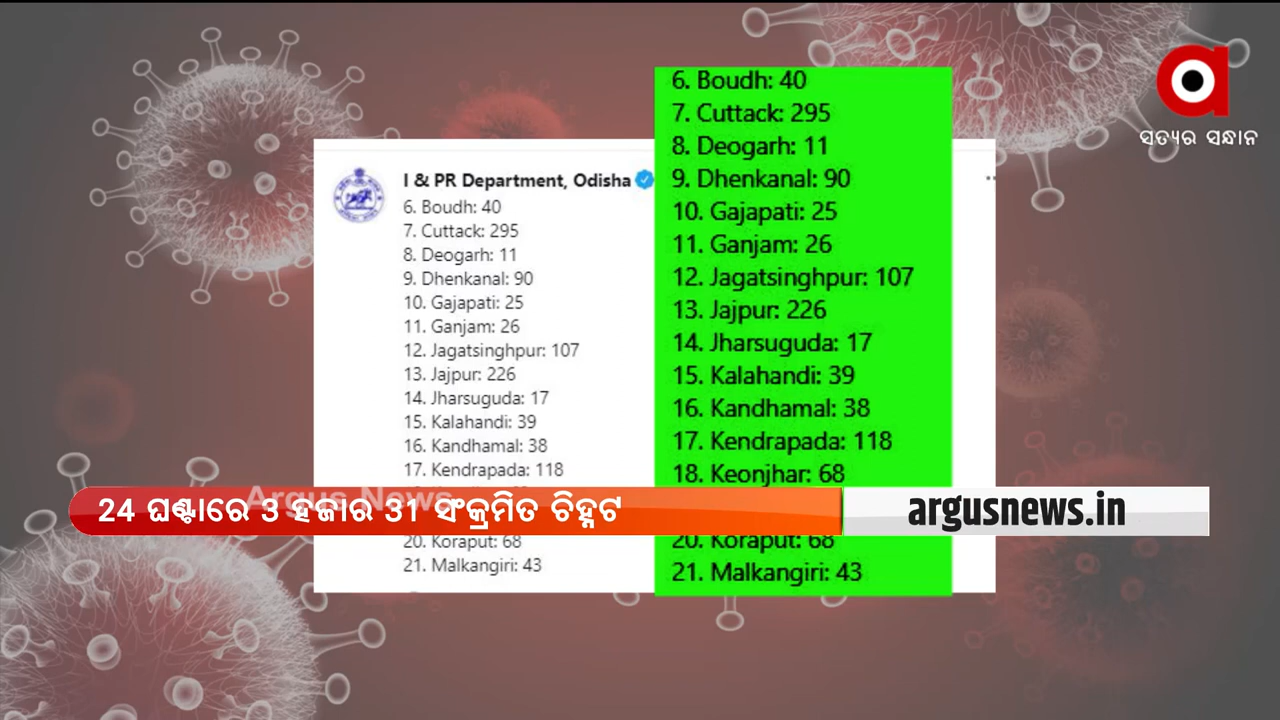 ସତ୍ୟର ସନ୍ଧାନ
I & PR Department, Odisha
6. Boudh: 40
7. Cuttack: 295
8. Deogarh: 11
9. Dhenkanal: 90
10. Gajapati: 25
11. Ganjam: 26
12. Jagatsinghpur: 107
13. Jajpur: 226
14. Jharsuguda: 17
15. Kalahandi: 39
16. Kandhamal: 38
17. Kendrapada: 118
20. Koraput: 68
21. Malkangiri: 43
6. Boudh: 40
7. Cuttack: 295
8. Deogarh: 11
9. Dhenkanal: 90
10. Gajapati: 25
11. Ganjam: 26
12. Jagatsinghpur: 107
13. Jajpur: 226
14. Jharsuguda: 17
15. Kalahandi: 39
16. Kandhamal: 38
17. Kendrapada: 118
18. Keonjhar: 68
20. Koraput: 68
21. Malkangiri: 43
Argus News
24 ଘଣ୍ଟାରେ 3 ହଜାର 31 ସଂକ୍ରମିତ ଚିହ୍ନଟ
argusnews.in